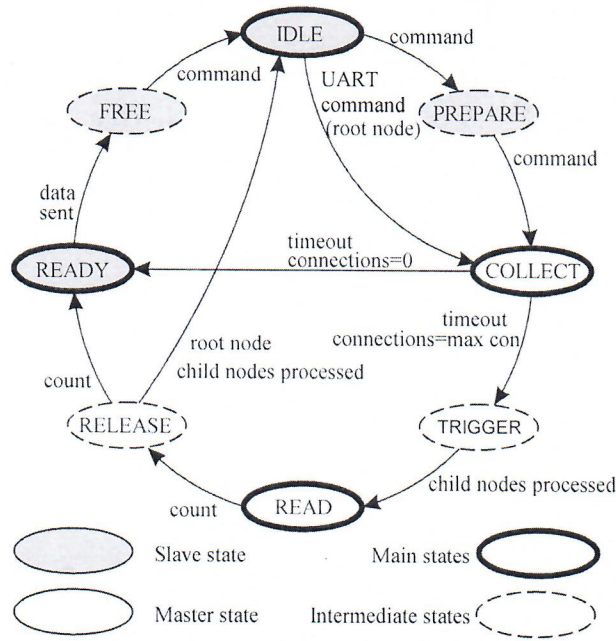 IDLE
command
command
UART
command
(root node)
FREE
PREPARE
command
data
sent
timeout
connections=0
READY
COLLECT
timeout
connections=max con
root node
child nodes processed
count
RELEASE
TRIGGER
child nodes processed
count
READ
Slave state
Main states
Master state
Intermediate states